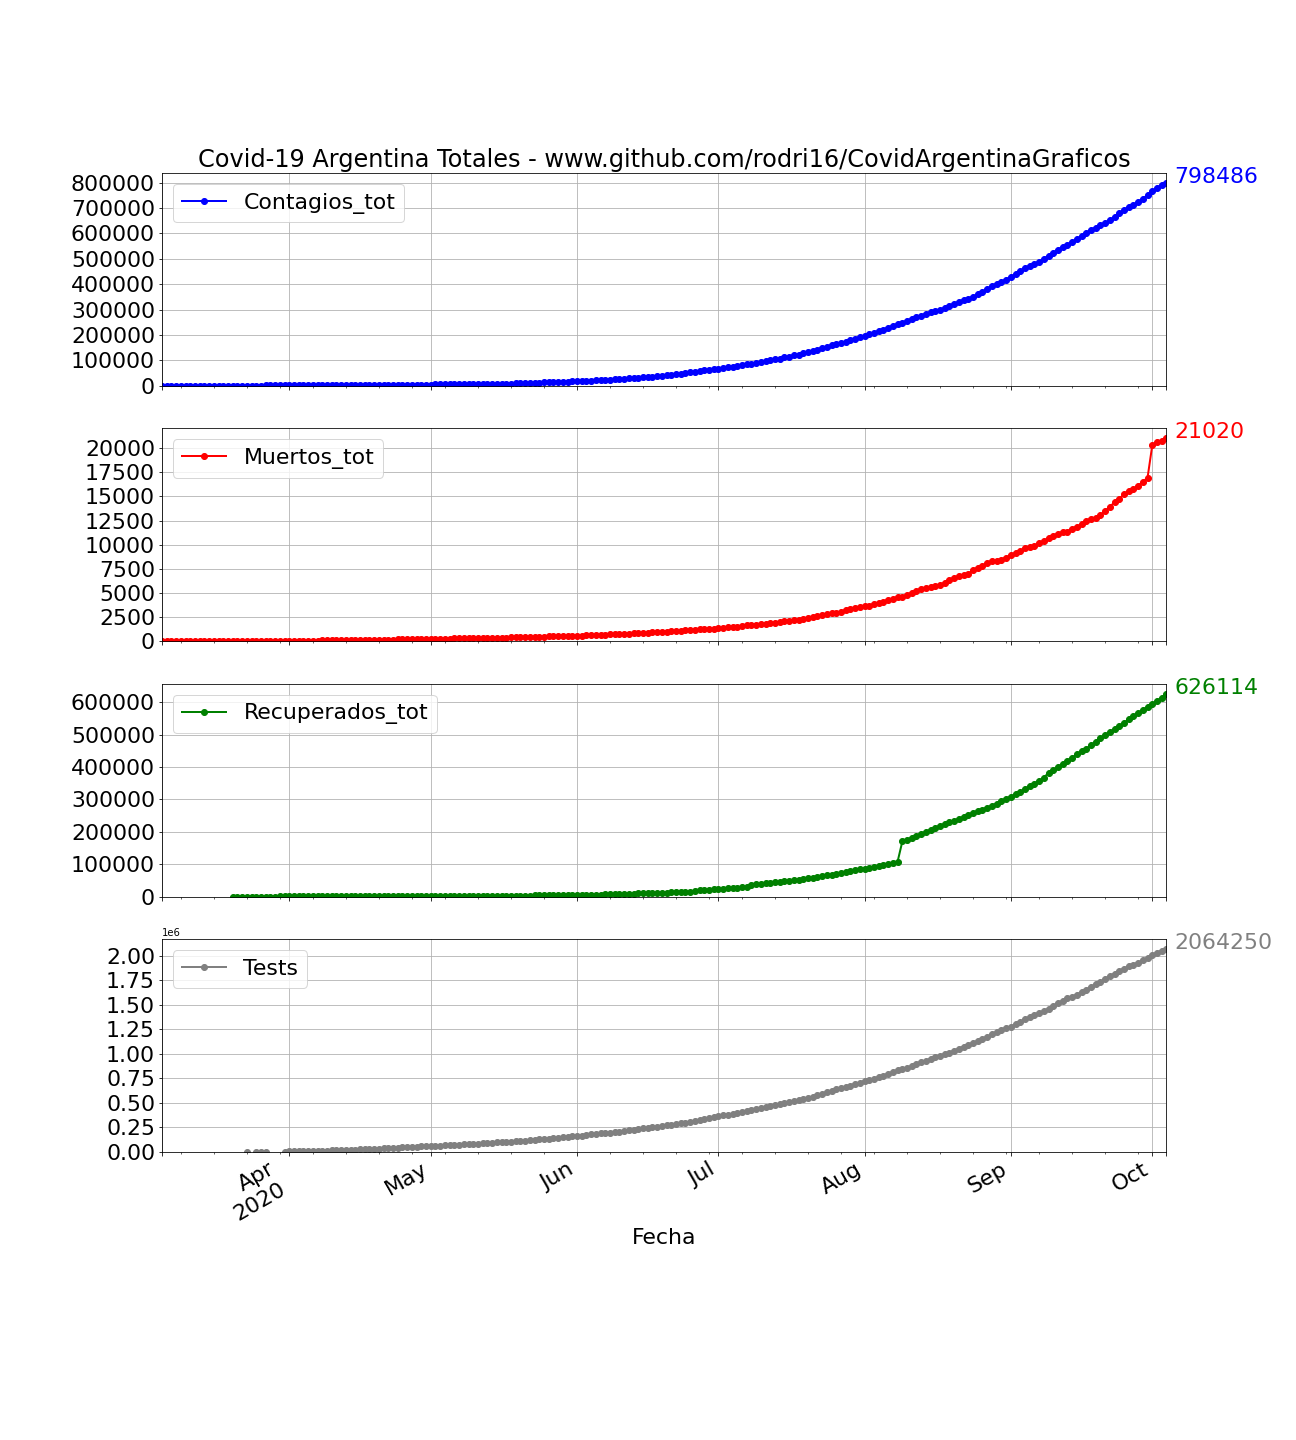 Covid-19 Argentina Totales - www.github.com/rodri16/CovidArgentinaGraficos
800000
700000
600000
500000
400000
300000
200000
100000
0
Contagios_tot
798486
20000
17500
15000
12500
10000
7500
5000
2500
0
Muertos_tot
21020
600000
500000
400000
300000
200000
100000
0
Recuperados_tot
626114
1e6
2.00
1.75
1.50
1.25
1.00
0.75
0.50
0.25
0.00
Tests
2064250
Apr
2020
May
Jun
Jul
Aug
Sep
Oct
Fecha